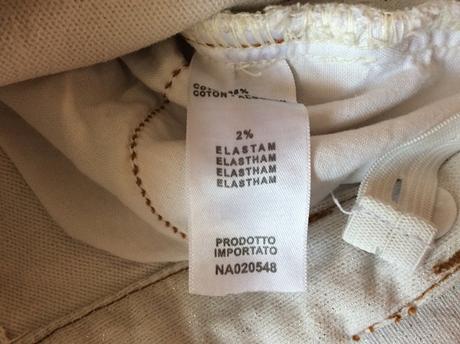 2%
ELASTAM
ELASTHAM
ELASTHAM
ELASTHAM
PRODOTTO
IMPORTATO
NA020548